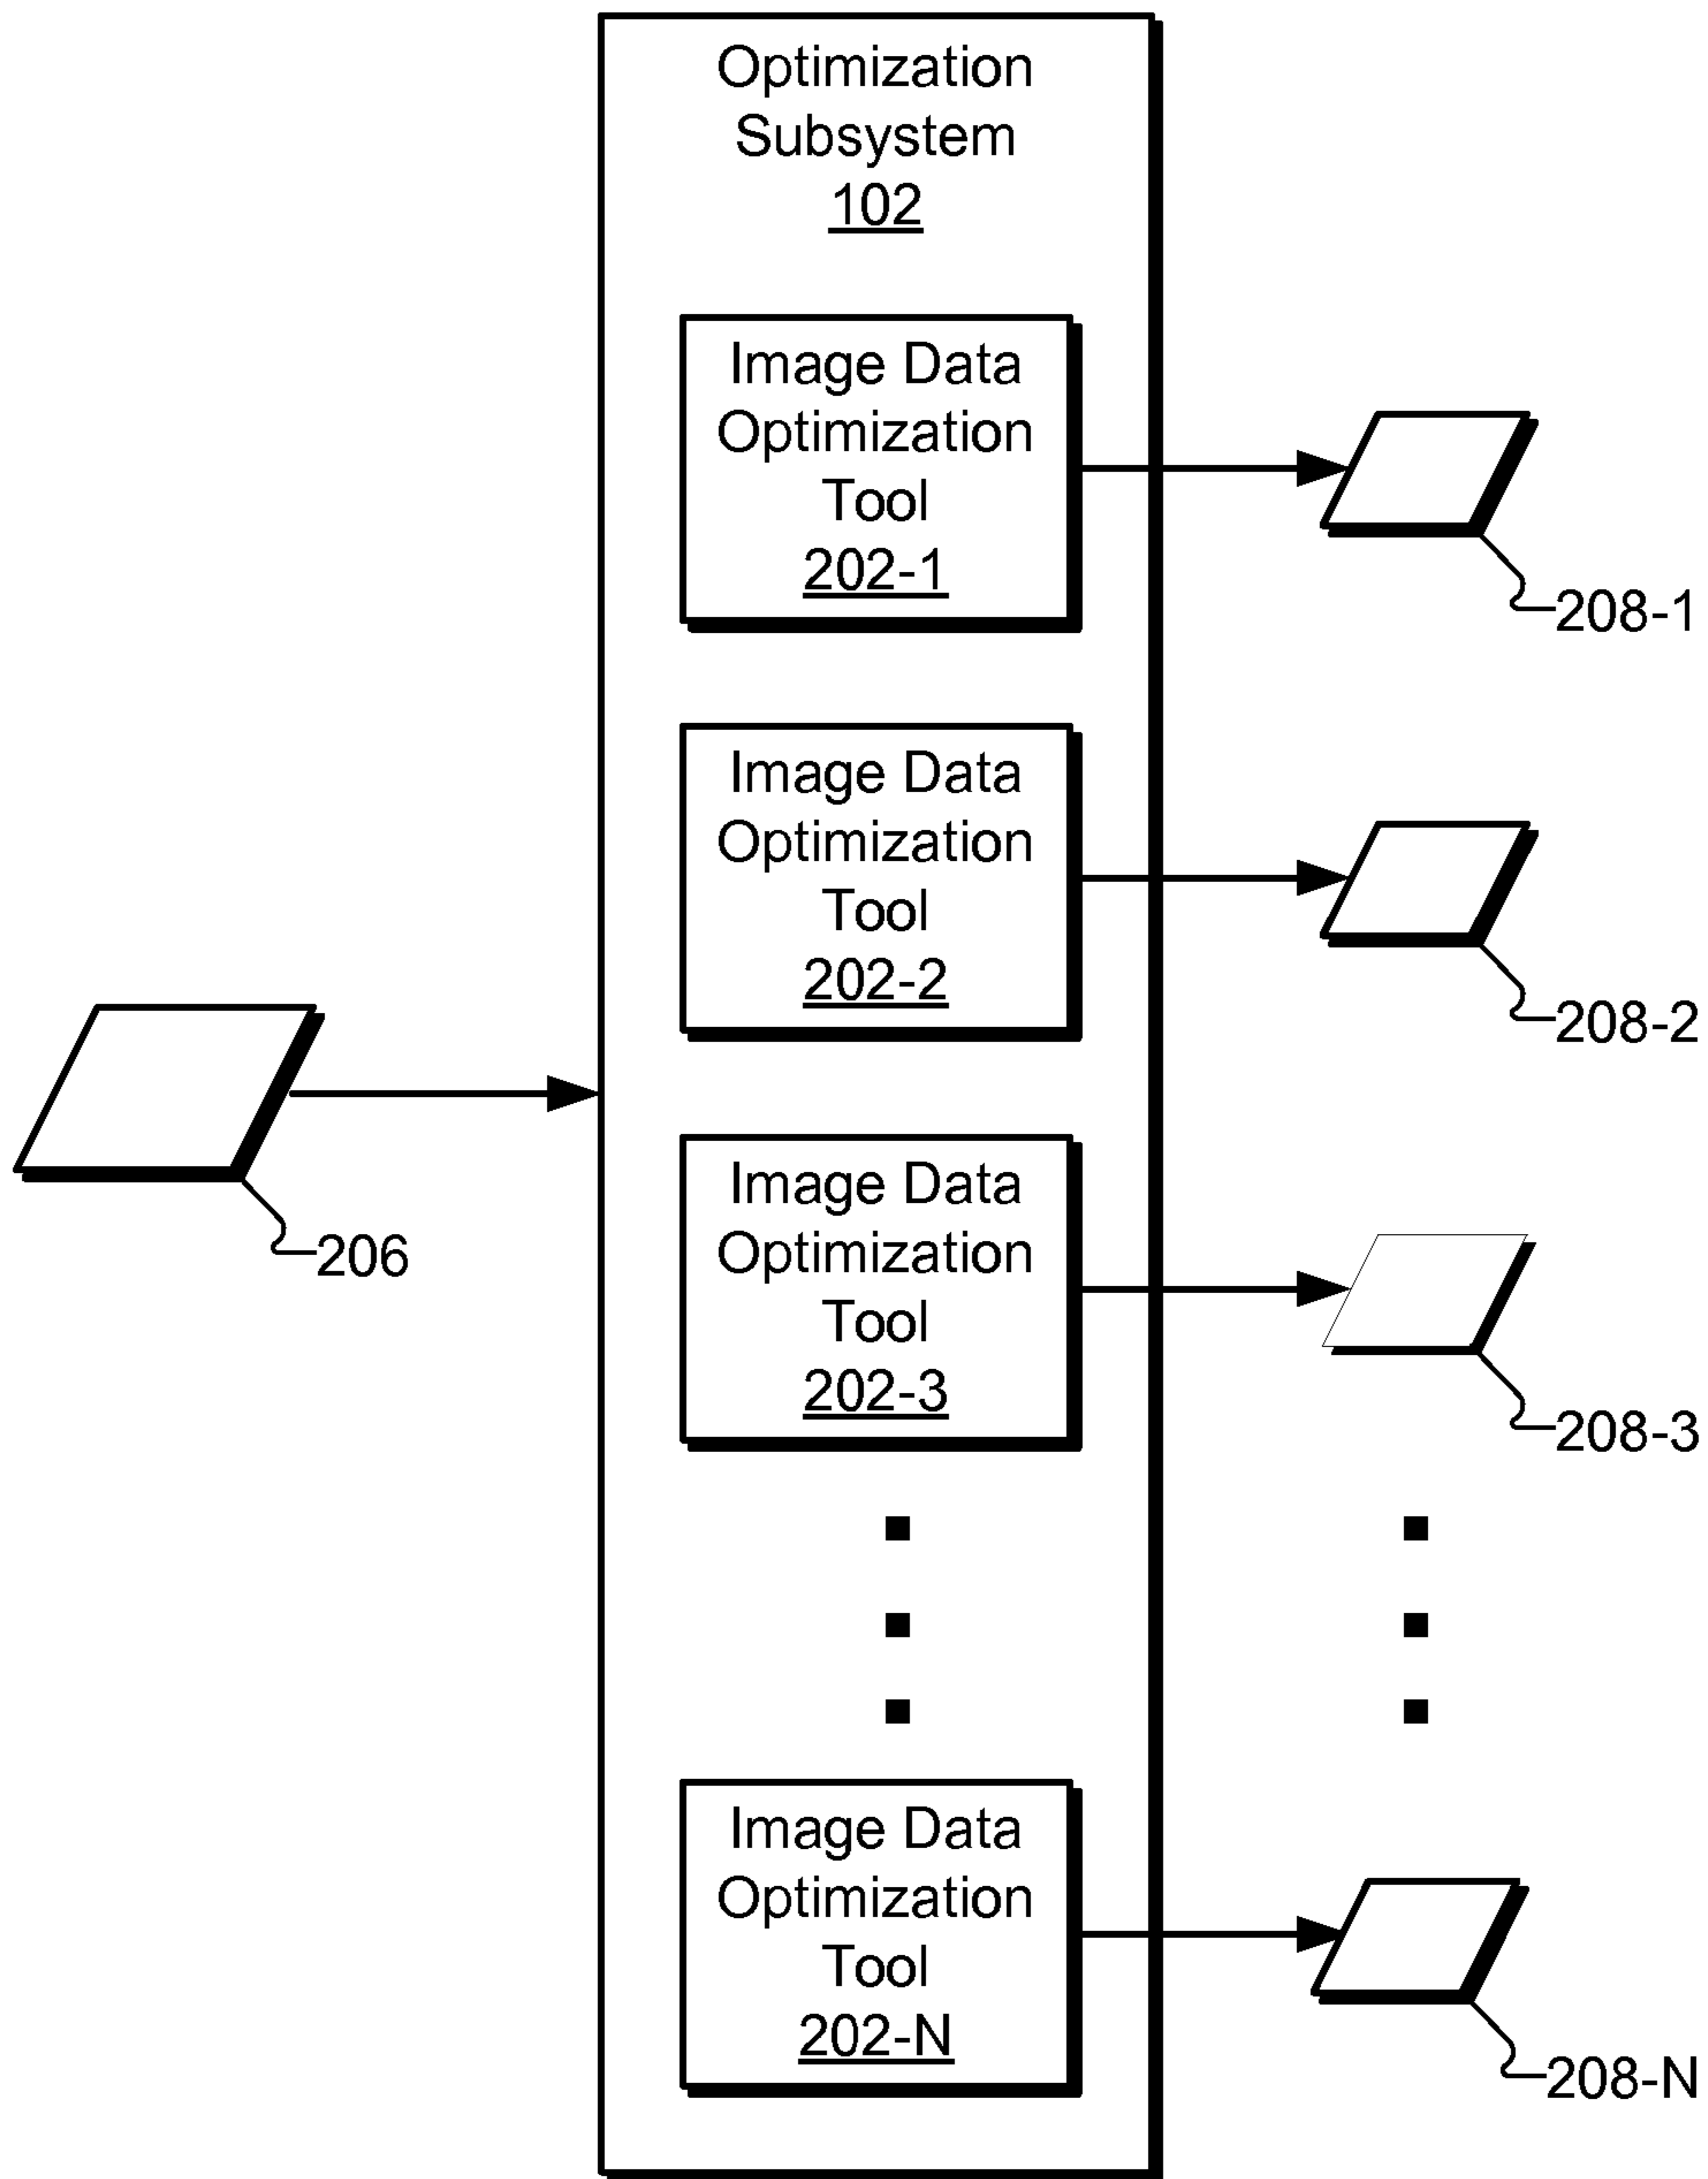 Optimization
Subsystem
102
Image Data
Optimization
Tool
202-1
208-1
Image Data
Optimization
Tool
202-2
208-2
206
Image Data
Optimization
Tool
202-3
208-3
Image Data
Optimization
Tool
202-N
208-N